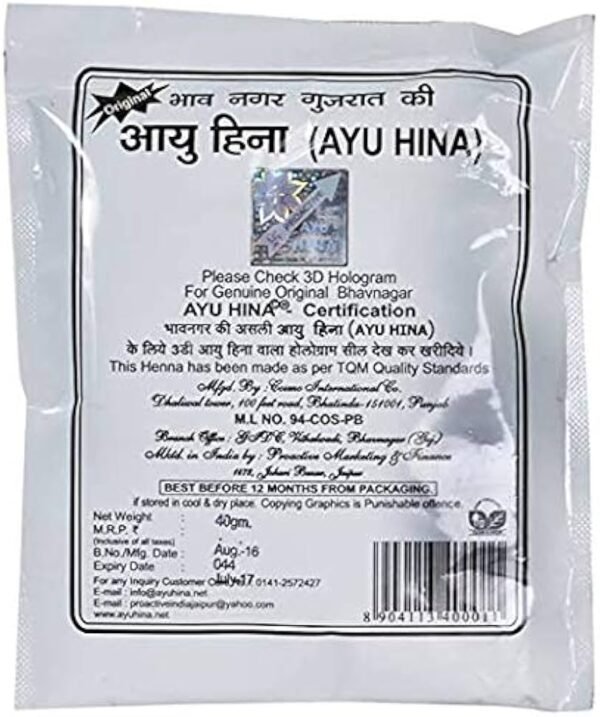 Original
भाव नगर गुजरात की
आयु हिना (AYU HINA)
Please Check 3D Hologram
For Genuine Original Bhavnagar
AYU HINA - Certification
भावनगर की असली आयु हिना (AYU HINA)
के लिये 3डी आयु हिना वाला होलोग्राम सील देख कर खरीदिये।
This Henna has been made as per TQM Quality Standards
Mfgd. By : Cosmo International Co.
Dhaliwal tower, 100 feet road, Bhatinda-151001, Punjab
M.L NO. 94-COS-PB
Branch Office : G.I.D.C, Vithalwadi, Bhavnagar (Guj)
Mktd. in India by : Proactive Marketing & Finance
1672, Johari Bazar, Jaipur
BEST BEFORE 12 MONTHS FROM PACKAGING.
if stored in cool & dry place. Copying Graphics is Punishable offence.
Net Weight : 40gm.
M.R.P. ₹ :
(Inclusive of all taxes)
B.No./Mfg. Date : Aug.-16
Expiry Date : 044
July-17
For any Inquiry Customer 0141-2572427
E-mail : info@ayuhina.net
E-mail : proactiveindiajaipur@yahoo.com
www.ayuhina.net
8 904113 400011